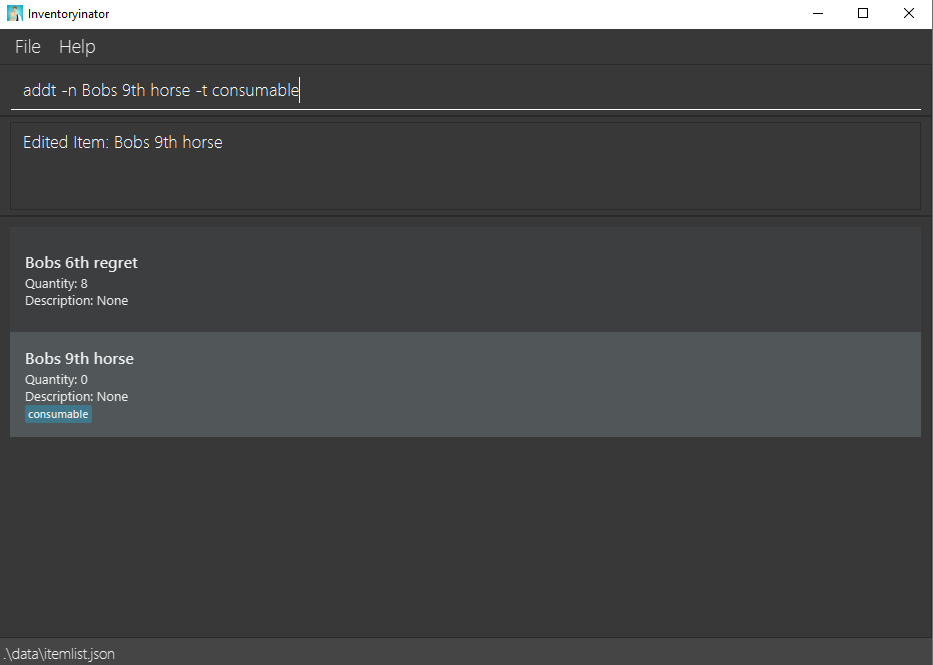 Inventoryinator
File Help
addt -n Bobs 9th horse -t consumable
Edited Item: Bobs 9th horse
Bobs 6th regret
Quantity: 8
Description: None
Bobs 9th horse
Quantity: 0
Description: None
consumable
.\data\itemlist.json